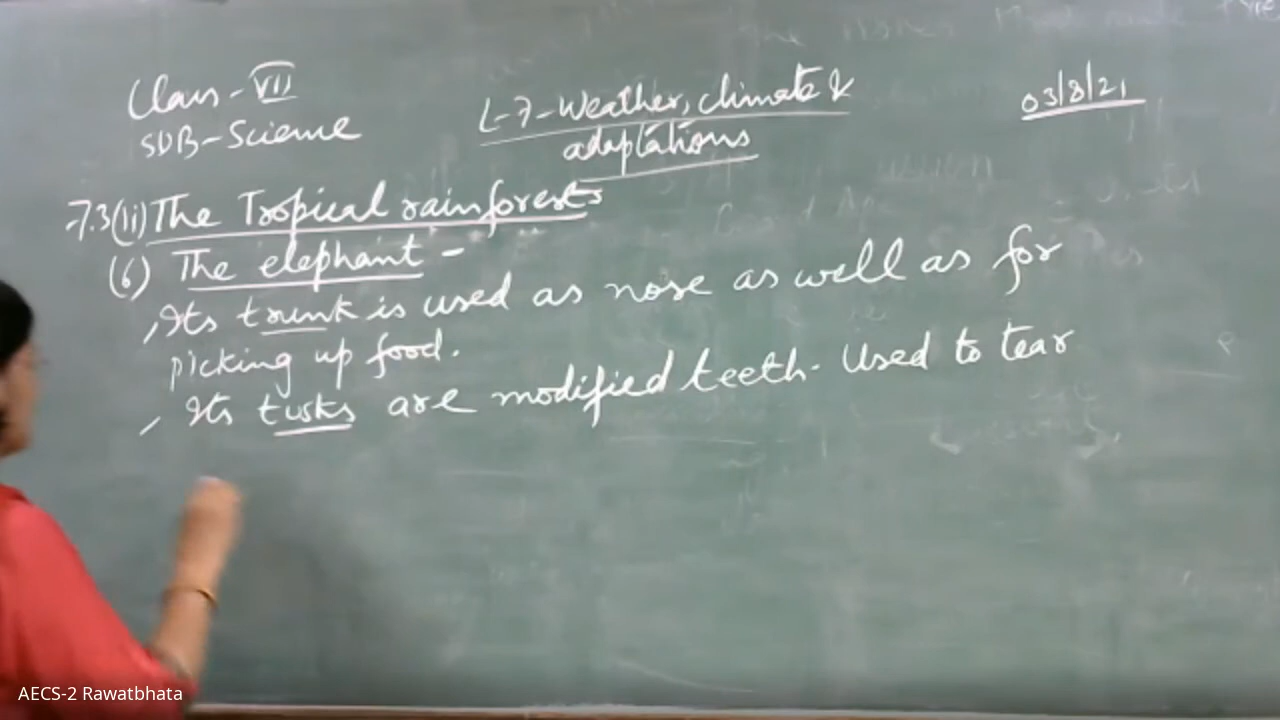 Class - VII
SUB - Science
L-7 - Weather, climate &
adaptations
03/8/21
7.3(ii) The Tropical rainforests
(6) The elephant -
Its trunk is used as nose as well as for
picking up food.
Its tusks are modified teeth. Used to tear
AECS-2 Rawatbhata